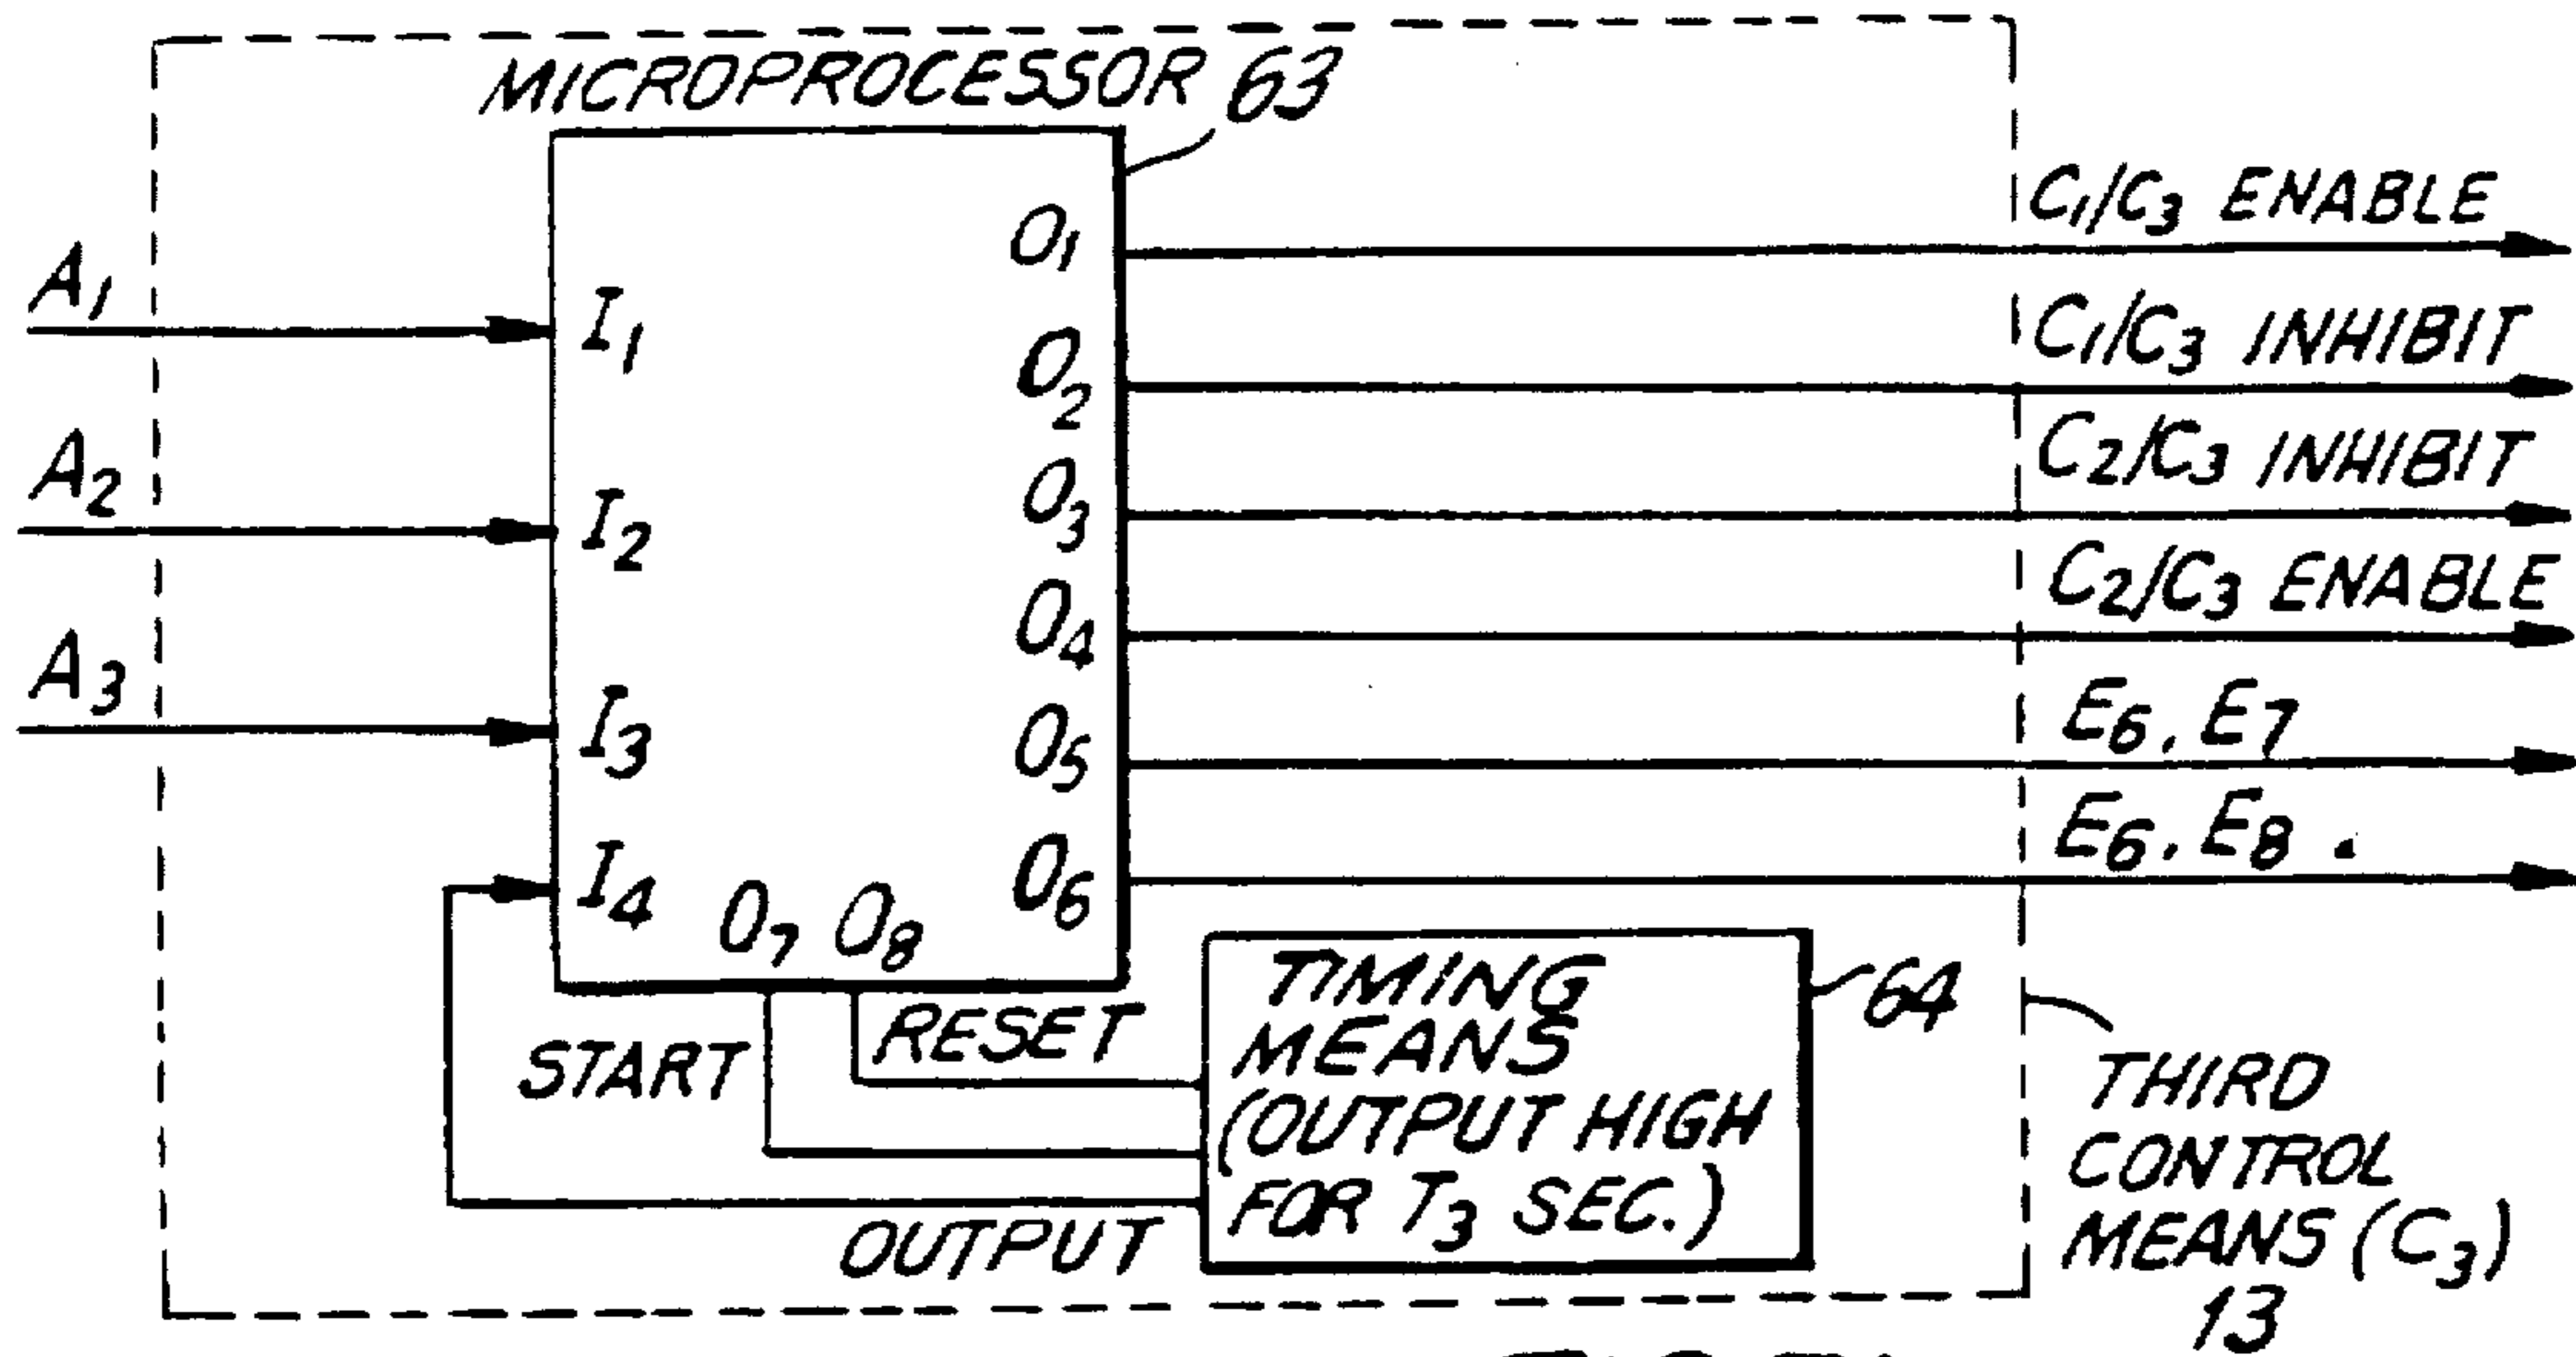 MICROPROCESSOR 63
A1
A2
A3
I1
I2
I3
I4
O1
O2
O3
O4
O5
O6
O7 O8
C1/C3 ENABLE
C1/C3 INHIBIT
C2/C3 INHIBIT
C2/C3 ENABLE
E6. E7
E6. E8.
START
RESET
OUTPUT
TIMING
MEANS
(OUTPUT HIGH
FOR T3 SEC.)
64
THIRD
CONTROL
MEANS (C3)
13